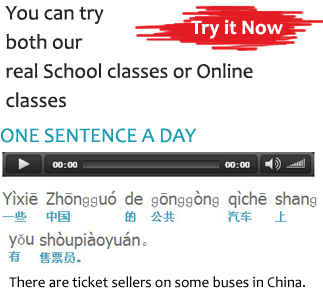 You can try
both our
Try it Now
real School classes or Online
classes
ONE SENTENCE A DAY
00:00 00:00
Yìxiē Zhōngguó de gōnggòng qìchē shang
一些 中国 的 公共 汽车 上
yǒu shòupiàoyuán。
有 售票员。
There are ticket sellers on some buses in China.